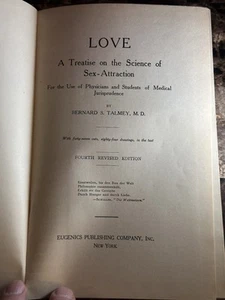 LOVE
A Treatise on the Science of
Sex-Attraction
For the Use of Physicians and Students of Medical
Jurisprudence
BY
BERNARD S. TALMEY, M. D.
FOURTH REVISED EDITION
EUGENICS PUBLISHING COMPANY, Inc.
NEW YORK